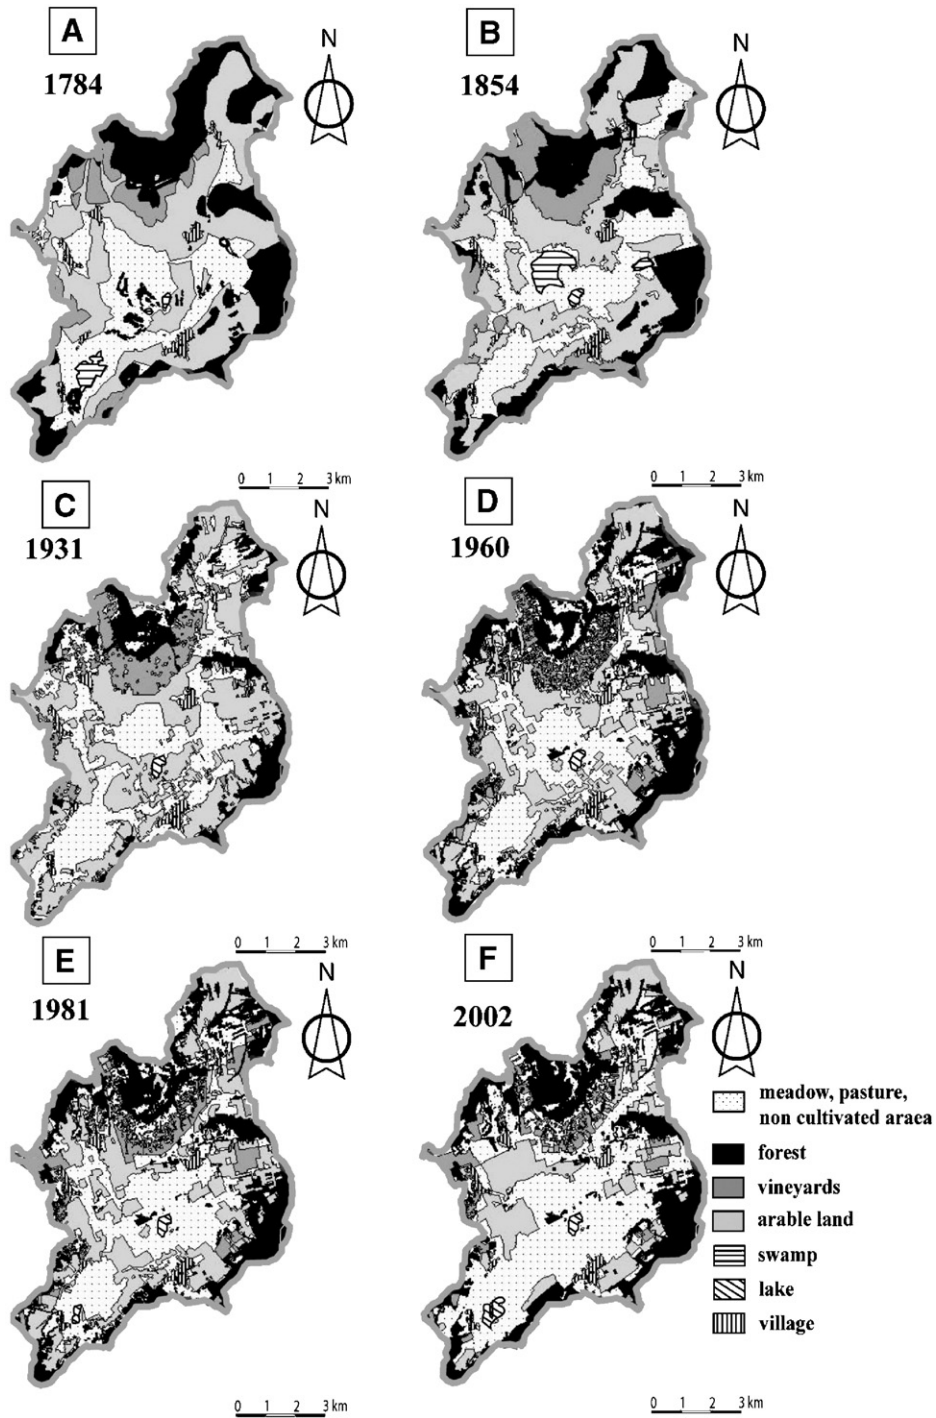 A
1784
N
B
1854
N
0 1 2 3 km
0 1 2 3 km
C
1931
N
D
1960
N
0 1 2 3 km
0 1 2 3 km
E
1981
N
F
2002
N
meadow, pasture,
non cultivated araea
forest
vineyards
arable land
swamp
lake
village
0 1 2 3 km
0 1 2 3 km